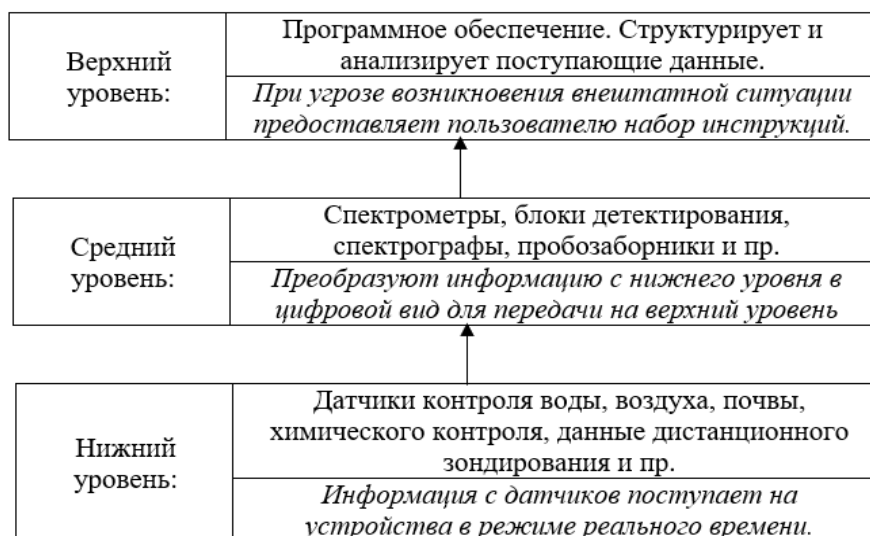 Верхний
уровень:
Программное обеспечение. Структурирует и
анализирует поступающие данные.
При угрозе возникновения внештатной ситуации
предоставляет пользователю набор инструкций.
Средний
уровень:
Спектрометры, блоки детектирования,
спектрографы, пробозаборники и пр.
Преобразуют информацию с нижнего уровня в
цифровой вид для передачи на верхний уровень
Нижний
уровень:
Датчики контроля воды, воздуха, почвы,
химического контроля, данные дистанционного
зондирования и пр.
Информация с датчиков поступает на
устройства в режиме реального времени.